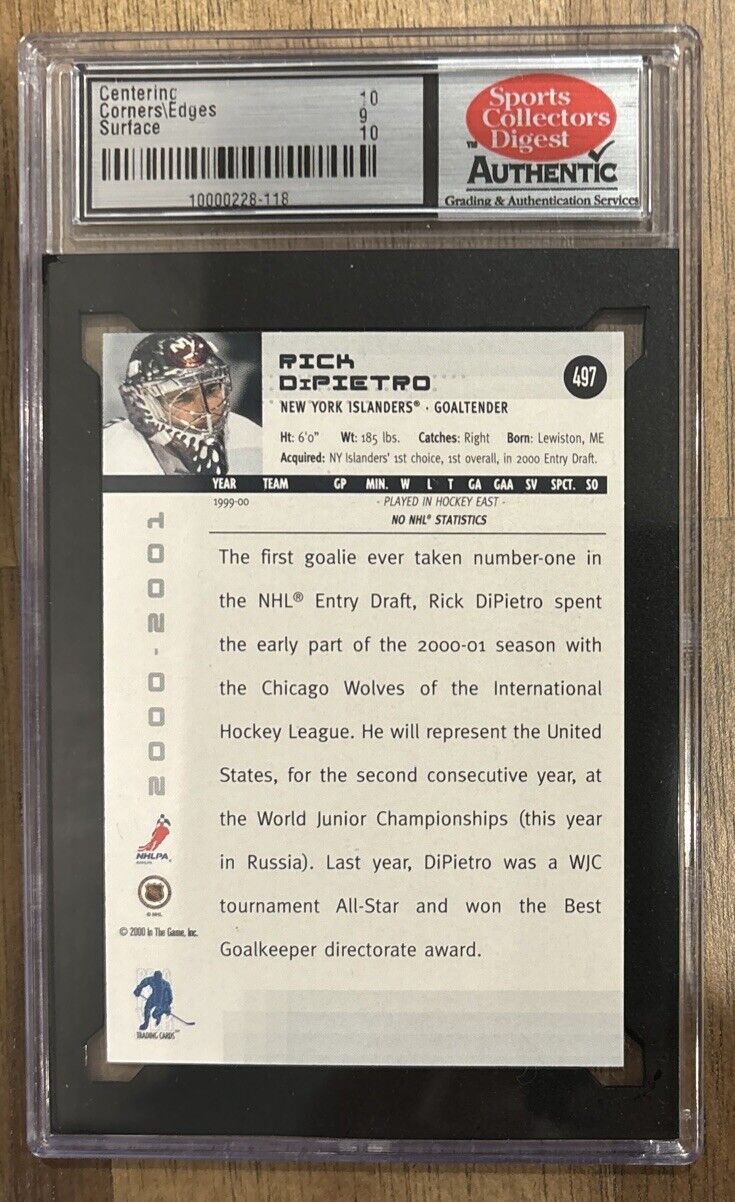 Centering 10
Corners\Edges 9
Surface 10
10000228-118
Sports
Collectors
Digest
™
AUTHENTIC
Grading & Authentication Services
NY
RICK
DiPIETRO
497
NEW YORK ISLANDERS® · GOALTENDER
Ht: 6'0" Wt: 185 lbs. Catches: Right Born: Lewiston, ME
Acquired: NY Islanders' 1st choice, 1st overall, in 2000 Entry Draft.
YEAR TEAM GP MIN. W L T GA GAA SV SPCT. SO
1999-00 - PLAYED IN HOCKEY EAST -
NO NHL® STATISTICS
2000-2001
The first goalie ever taken number-one in
the NHL® Entry Draft, Rick DiPietro spent
the early part of the 2000-01 season with
the Chicago Wolves of the International
Hockey League. He will represent the United
States, for the second consecutive year, at
the World Junior Championships (this year
in Russia). Last year, DiPietro was a WJC
tournament All-Star and won the Best
Goalkeeper directorate award.
NHLPA
© NHL
© 2000 In The Game, Inc.
TRADING CARDS™